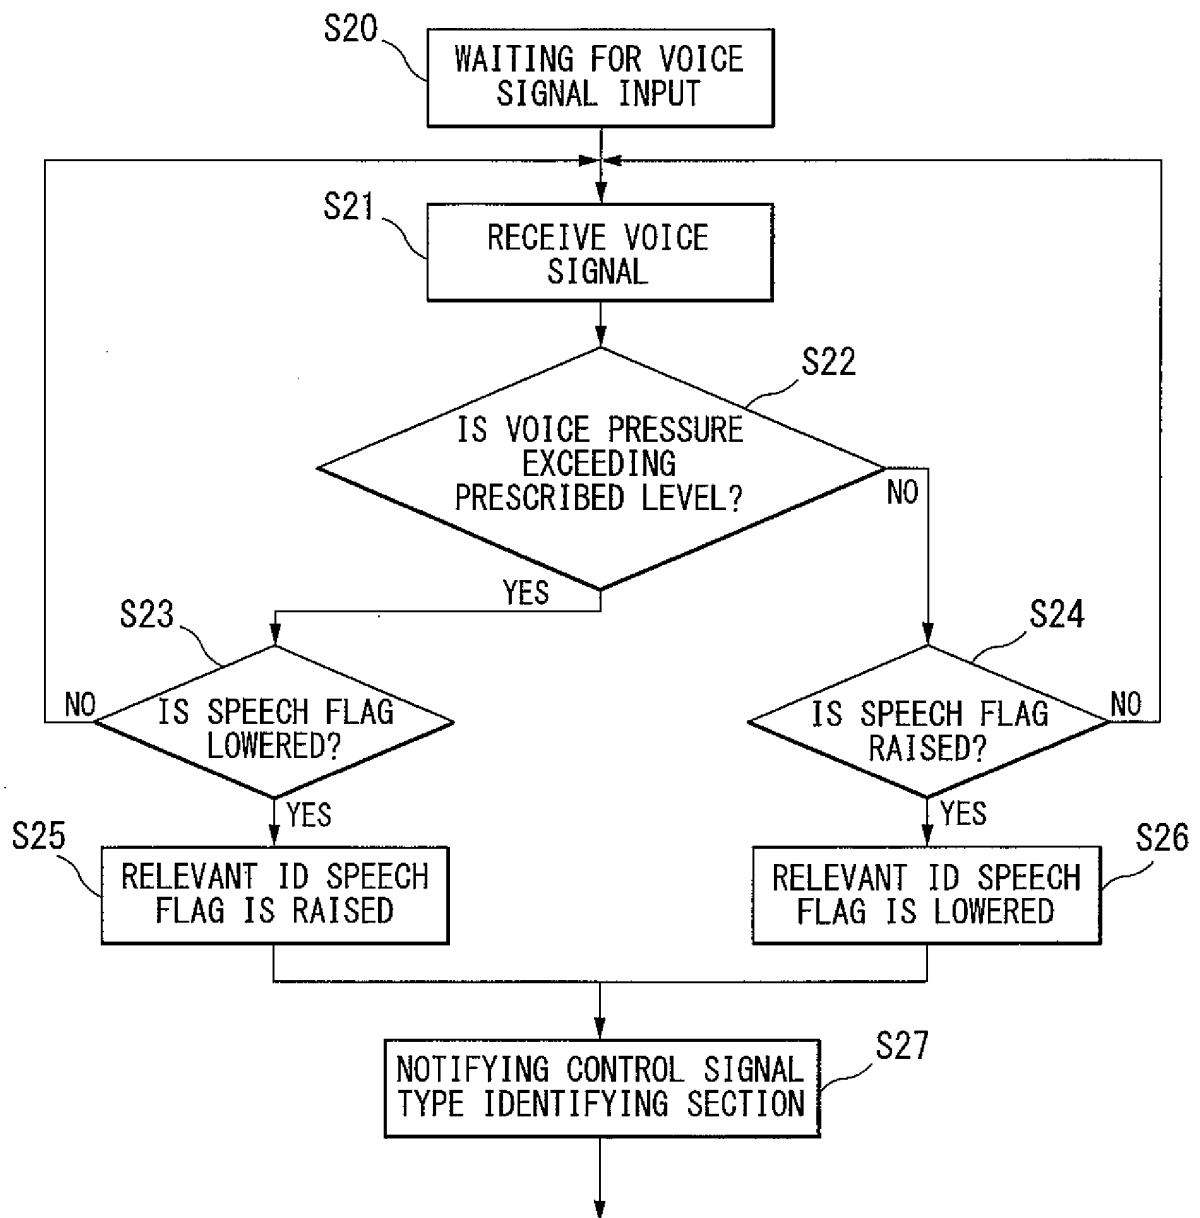 S20
WAITING FOR VOICE
SIGNAL INPUT
S21
RECEIVE VOICE
SIGNAL
S22
IS VOICE PRESSURE
EXCEEDING
PRESCRIBED LEVEL?
NO
YES
S23
S24
NO
IS SPEECH FLAG
LOWERED?
IS SPEECH FLAG
RAISED?
NO
YES
YES
S25
RELEVANT ID SPEECH
FLAG IS RAISED
S26
RELEVANT ID SPEECH
FLAG IS LOWERED
S27
NOTIFYING CONTROL SIGNAL
TYPE IDENTIFYING SECTION